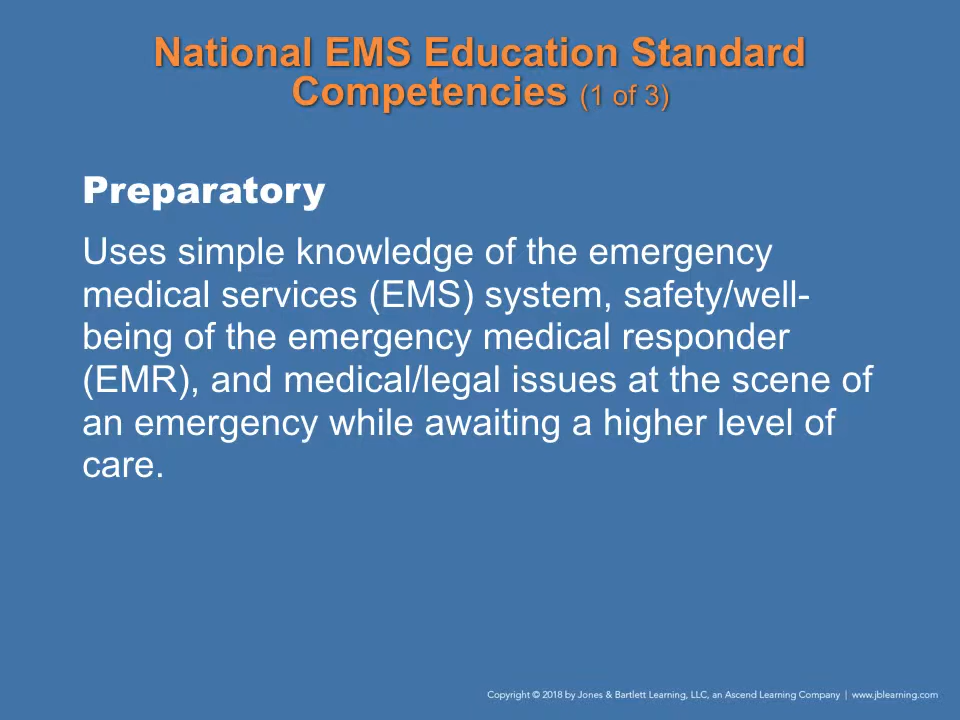 National EMS Education Standard
Competencies (1 of 3)
Preparatory
Uses simple knowledge of the emergency
medical services (EMS) system, safety/well-
being of the emergency medical responder
(EMR), and medical/legal issues at the scene of
an emergency while awaiting a higher level of
care.
Copyright © 2018 by Jones & Bartlett Learning, LLC, an Ascend Learning Company | www.jblearning.com